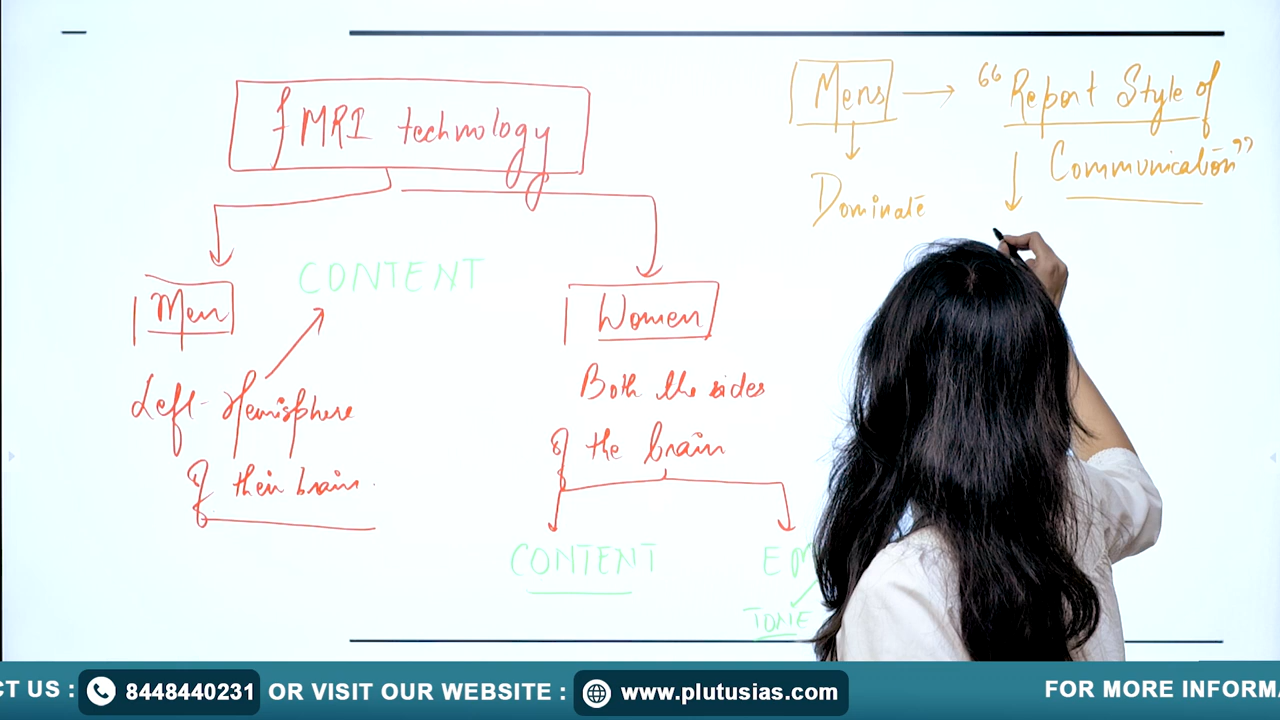 fMRI technology
Men
Left-Hemisphere
of their brain.
CONTENT
Women
Both the sides
of the brain
CONTENT
TONE
Mens → "Report Style of
Communication"
Dominate
CT US : 8448440231 OR VISIT OUR WEBSITE : www.plutusias.com FOR MORE INFORMA